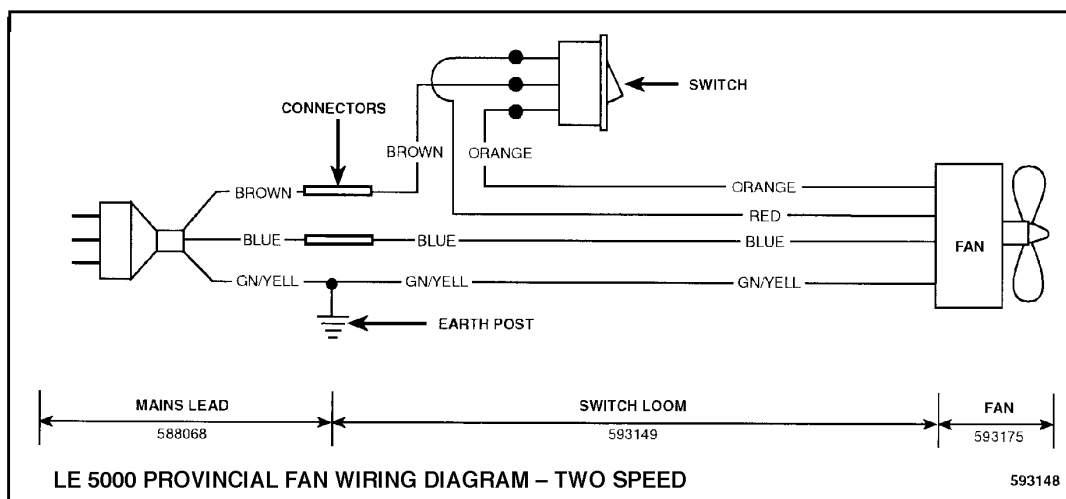 SWITCH
CONNECTORS
BROWN ORANGE
BROWN ORANGE
RED
BLUE BLUE BLUE
FAN
GN/YELL GN/YELL GN/YELL
EARTH POST
MAINS LEAD SWITCH LOOM FAN
588068 593149 593175
LE 5000 PROVINCIAL FAN WIRING DIAGRAM – TWO SPEED 593148